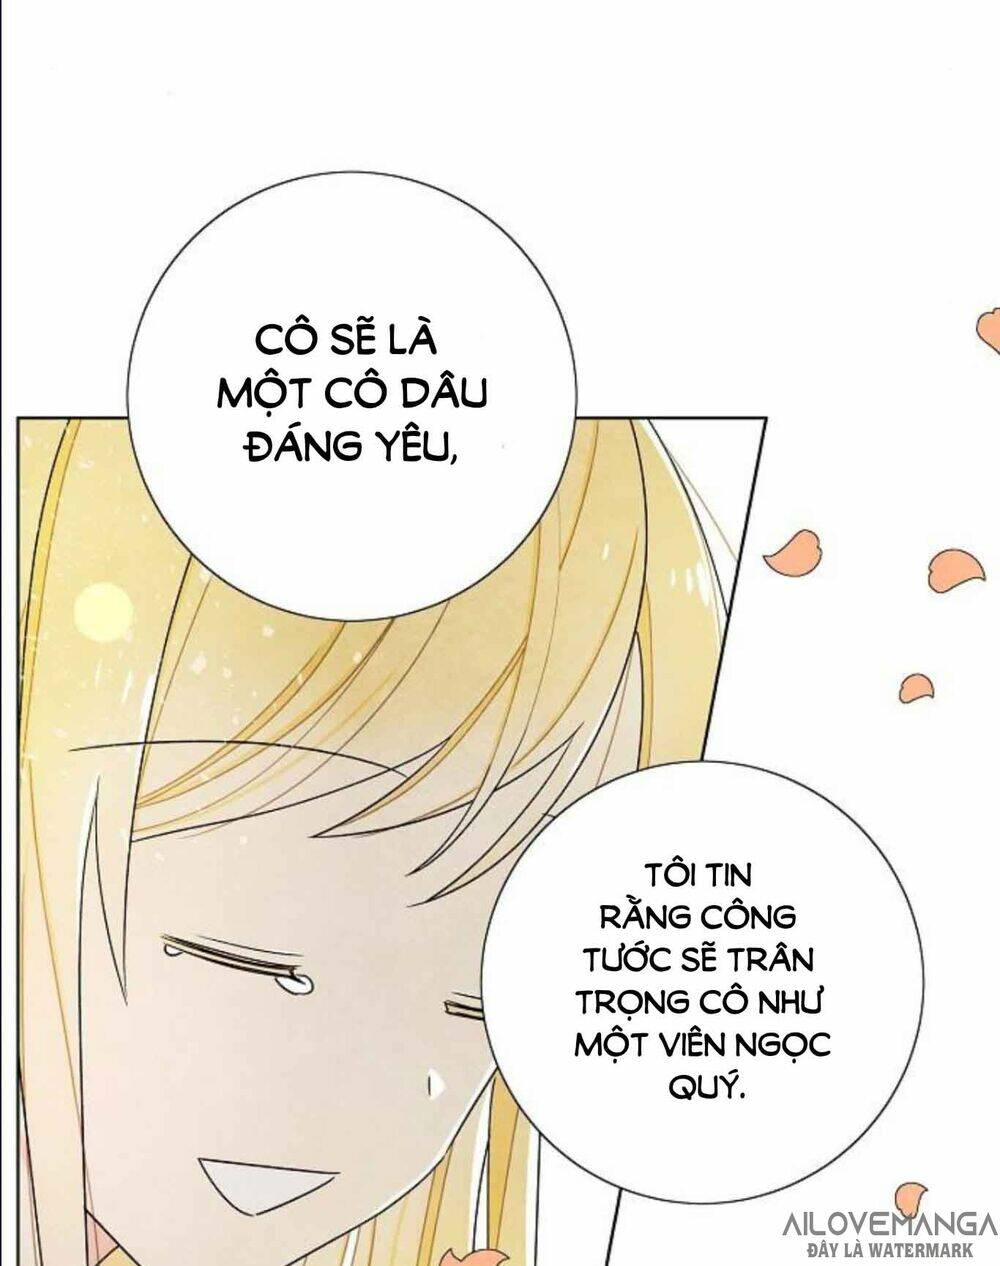 CÔ SẼ LÀ
MỘT CÔ DÂU
ĐÁNG YÊU,
TÔI TIN
RẰNG CÔNG
TƯỚC SẼ TRÂN
TRỌNG CÔ NHƯ
MỘT VIÊN NGỌC
QUÝ.
AILOVEMANGA
ĐÂY LÀ WATERMARK